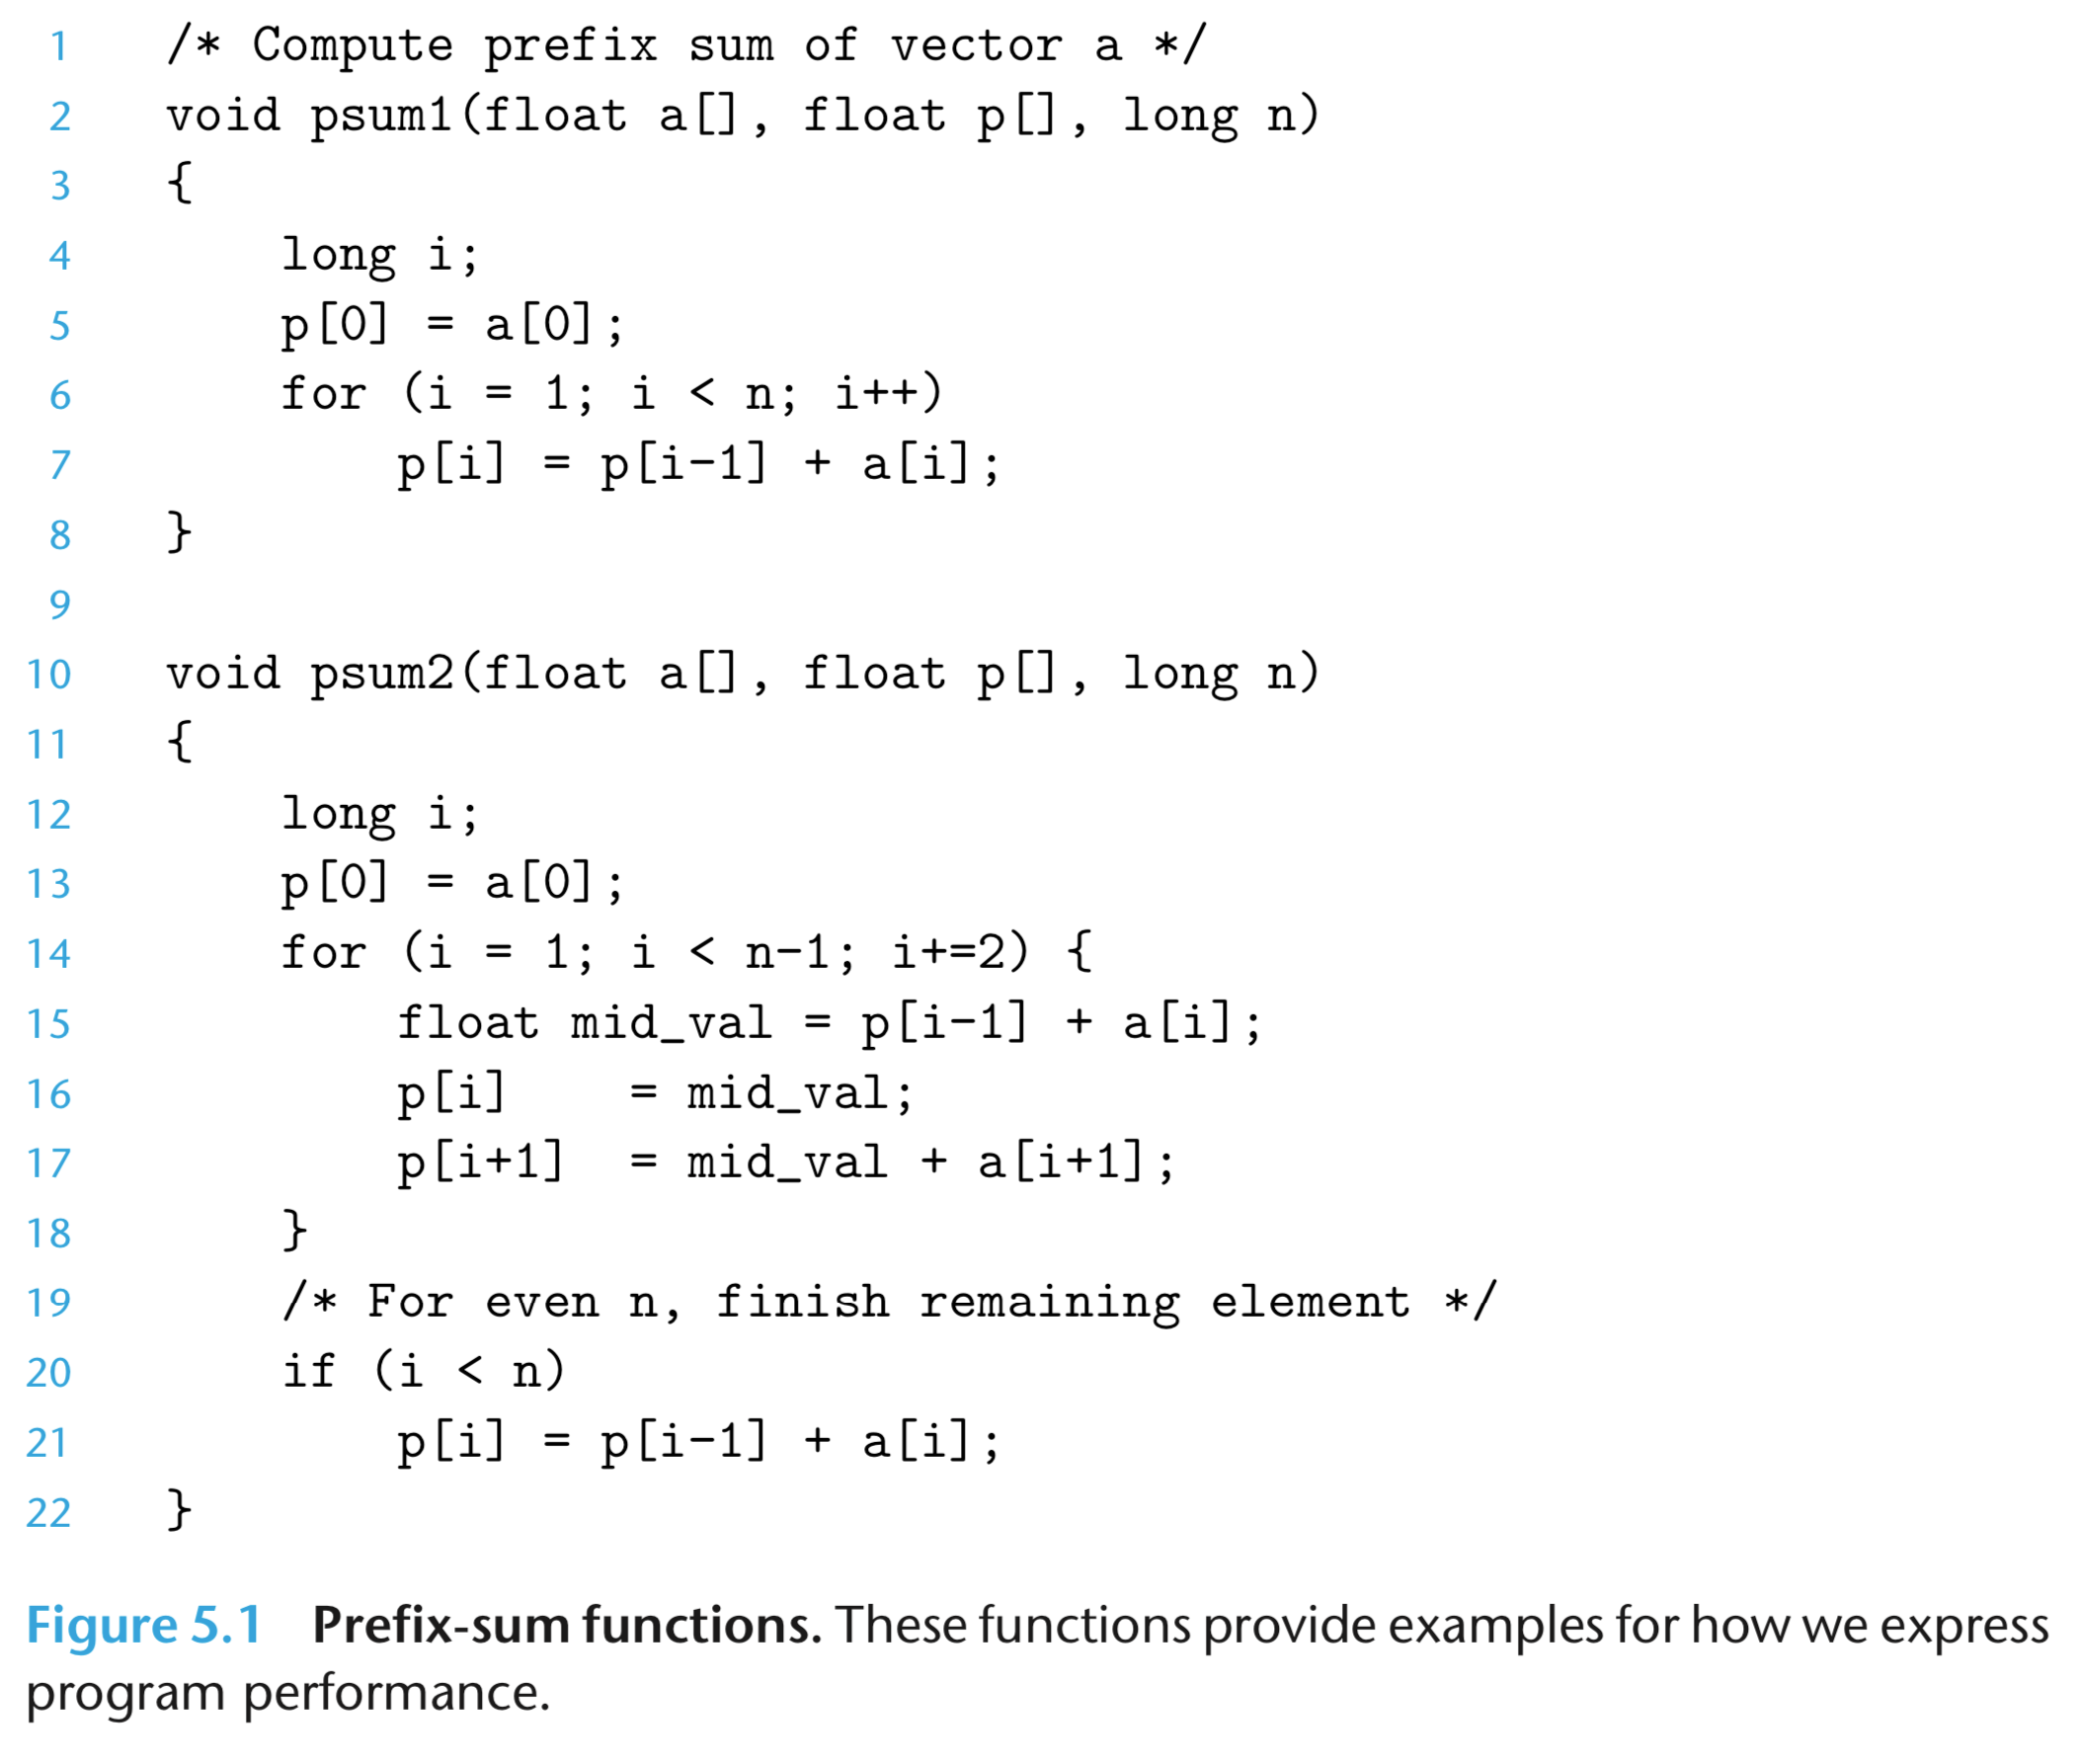 1 /* Compute prefix sum of vector a */
2 void psum1(float a[], float p[], long n)
3 {
4     long i;
5     p[0] = a[0];
6     for (i = 1; i < n; i++)
7         p[i] = p[i-1] + a[i];
8 }
9
10 void psum2(float a[], float p[], long n)
11 {
12     long i;
13     p[0] = a[0];
14     for (i = 1; i < n-1; i+=2) {
15         float mid_val = p[i-1] + a[i];
16         p[i]    = mid_val;
17         p[i+1]  = mid_val + a[i+1];
18     }
19     /* For even n, finish remaining element */
20     if (i < n)
21         p[i] = p[i-1] + a[i];
22 }
Figure 5.1 Prefix-sum functions. These functions provide examples for how we express
program performance.